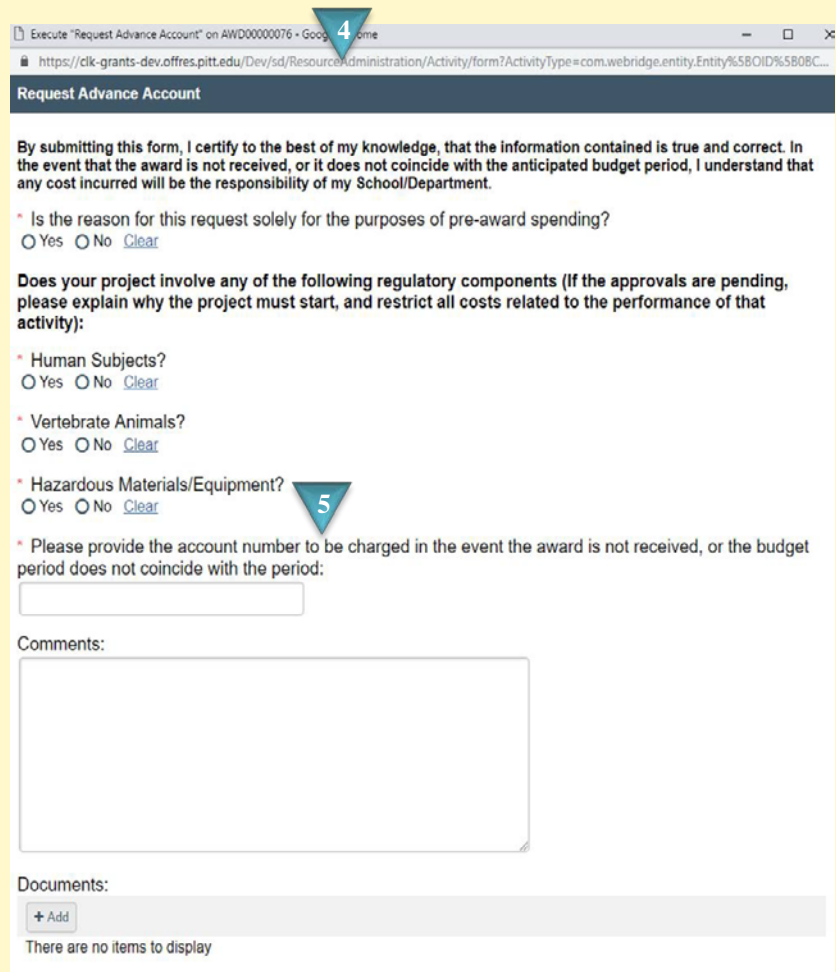 4
Execute "Request Advance Account" on AWD00000076 - Goog ome
https://clk-grants-dev.offres.pitt.edu/Dev/sd/ResourceAdministration/Activity/form?ActivityType=com.webridge.entity.Entity%5BOID%5B0BC...
Request Advance Account
By submitting this form, I certify to the best of my knowledge, that the information contained is true and correct. In
the event that the award is not received, or it does not coincide with the anticipated budget period, I understand that
any cost incurred will be the responsibility of my School/Department.
* Is the reason for this request solely for the purposes of pre-award spending?
Yes No Clear
Does your project involve any of the following regulatory components (If the approvals are pending,
please explain why the project must start, and restrict all costs related to the performance of that
activity):
* Human Subjects?
Yes No Clear
* Vertebrate Animals?
Yes No Clear
* Hazardous Materials/Equipment?
Yes No Clear
5
* Please provide the account number to be charged in the event the award is not received, or the budget
period does not coincide with the period:
Comments:
Documents:
+ Add
There are no items to display